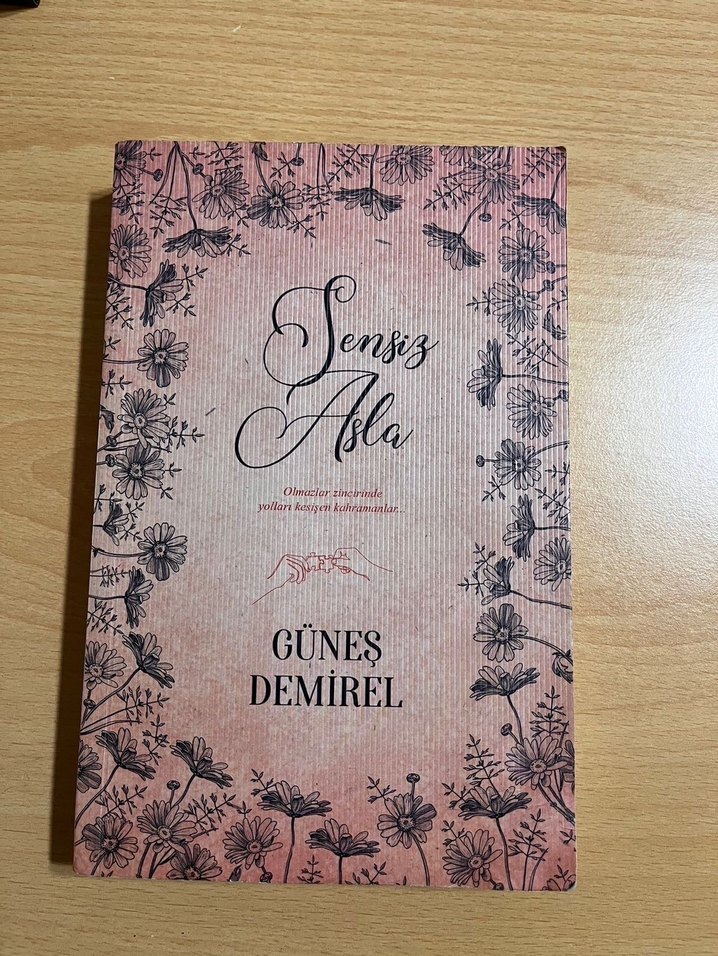 Sensiz
Asla
Olmazlar zincirinde
yolları kesişen kahramanlar...
GÜNEŞ
DEMİREL